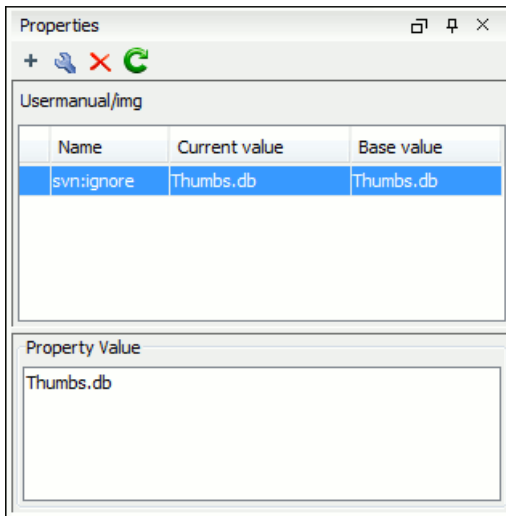 Properties
Usermanual/img
Name Current value Base value
svn:ignore Thumbs.db Thumbs.db
Property Value
Thumbs.db